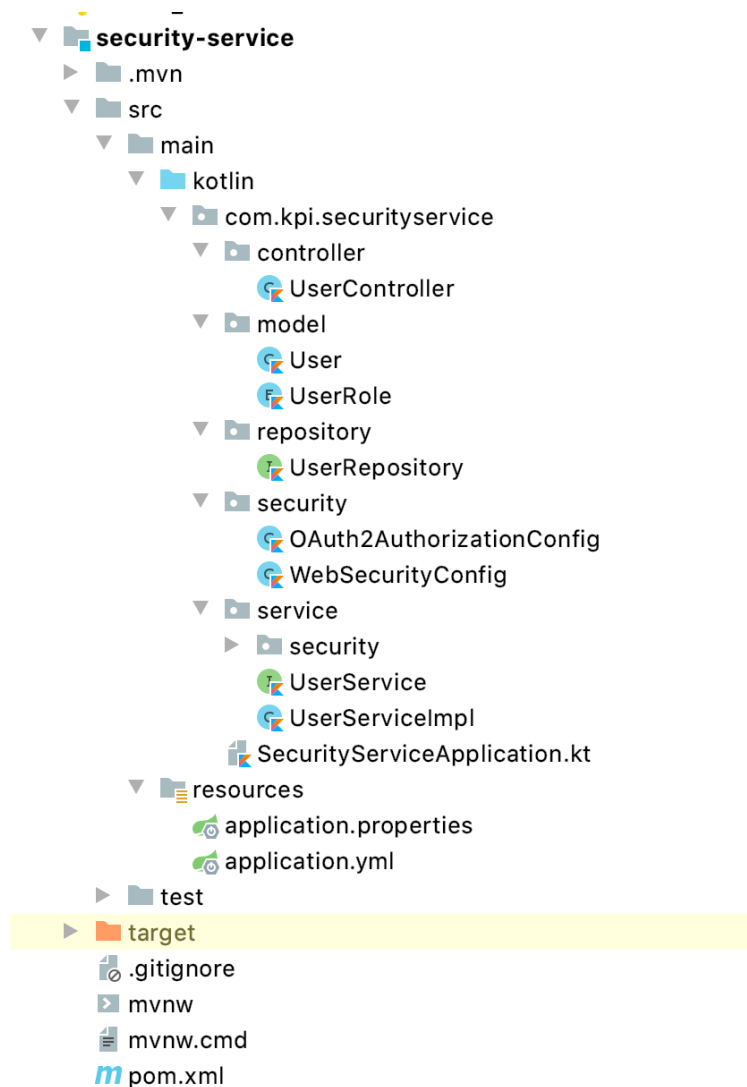 security-service
.mvn
src
main
kotlin
com.kpi.securityservice
controller
UserController
model
User
UserRole
repository
UserRepository
security
OAuth2AuthorizationConfig
WebSecurityConfig
service
security
UserService
UserServiceImpl
SecurityServiceApplication.kt
resources
application.properties
application.yml
test
target
.gitignore
mvnw
mvnw.cmd
pom.xml